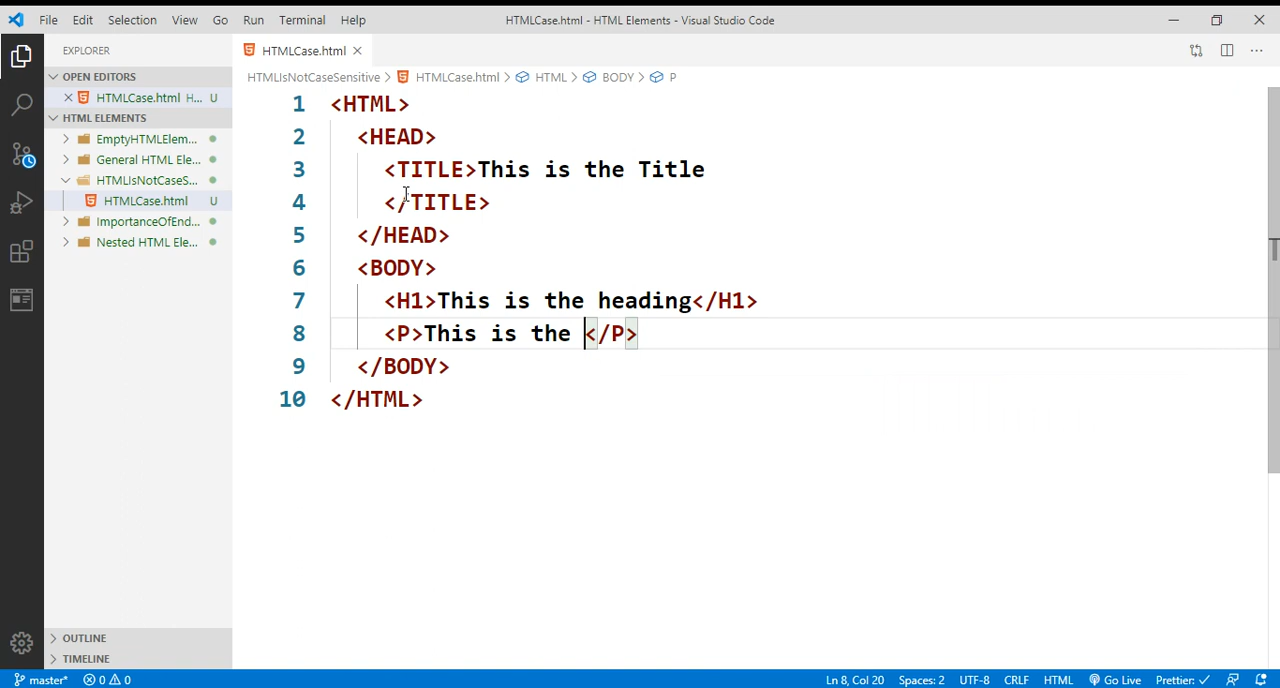 File Edit Selection View Go Run Terminal Help HTMLCase.html - HTML Elements - Visual Studio Code
EXPLORER HTMLCase.html
OPEN EDITORS
HTMLCase.html H... U
HTML ELEMENTS
EmptyHTMLElem...
General HTML Ele...
HTMLIsNotCaseS...
HTMLCase.html U
ImportanceOfEnd...
Nested HTML Ele...
OUTLINE
TIMELINE
HTMLIsNotCaseSensitive > HTMLCase.html > HTML > BODY > P
1 <HTML>
2 <HEAD>
3 <TITLE>This is the Title
4 </TITLE>
5 </HEAD>
6 <BODY>
7 <H1>This is the heading</H1>
8 <P>This is the </P>
9 </BODY>
10 </HTML>
master* 0 0 Ln 8, Col 20 Spaces: 2 UTF-8 CRLF HTML Go Live Prettier: ✓